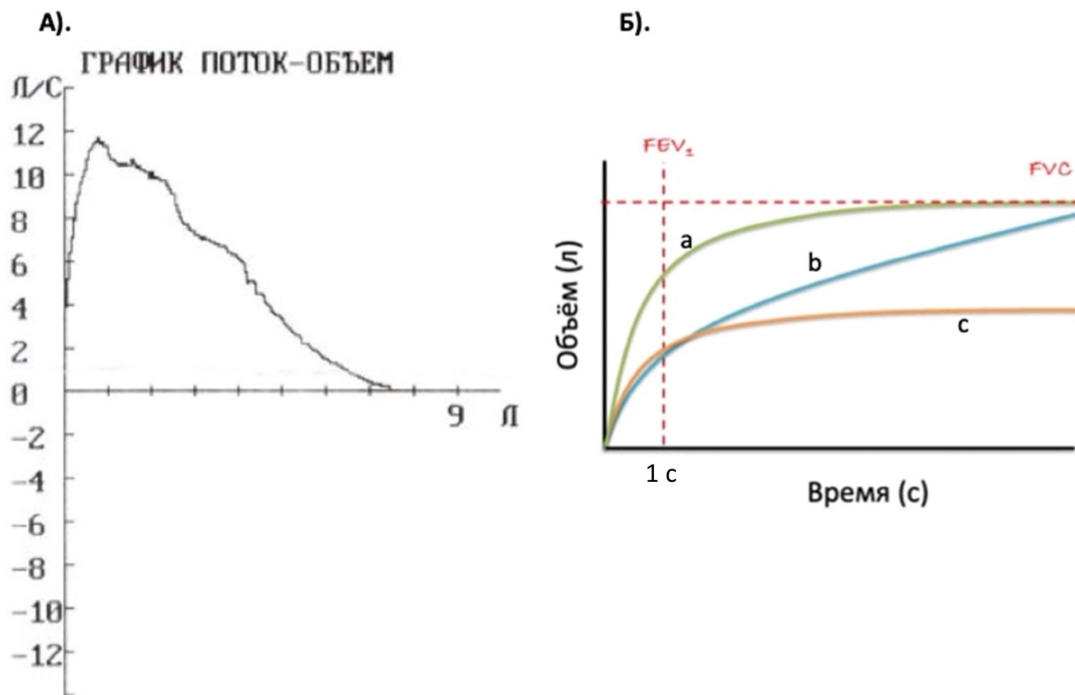 А).
ГРАФИК ПОТОК-ОБЪЕМ
Л/С
12
10
8
6
4
2
0
-2
-4
-6
-8
-10
-12
9 Л
Б).
FEV₁
FVC
a
b
c
Объём (л)
1 с
Время (с)